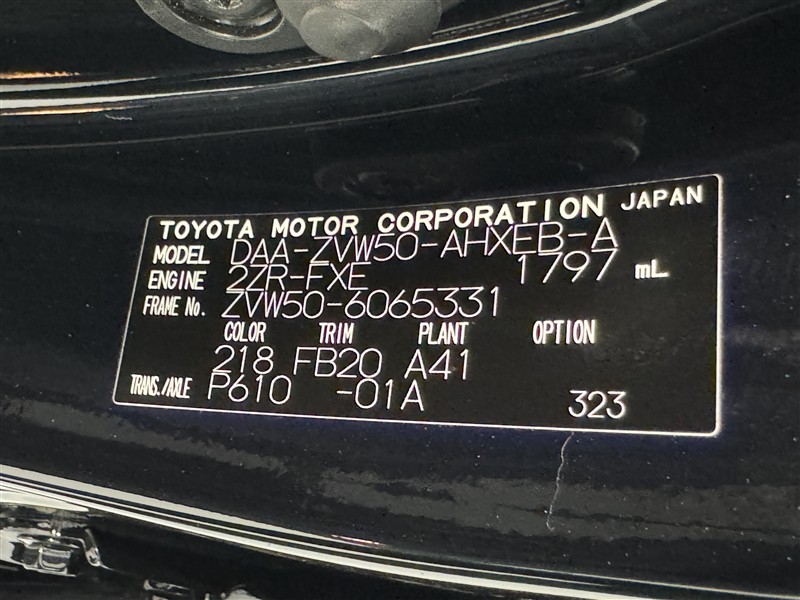 TOYOTA MOTOR CORPORATION JAPAN
MODEL DAA-ZVW50-AHXEB-A
ENGINE 2ZR-FXE 1797 mL
FRAME No. ZVW50-6065331
COLOR TRIM PLANT OPTION
218 FB20 A41
TRANS./AXLE P610 -01A 323